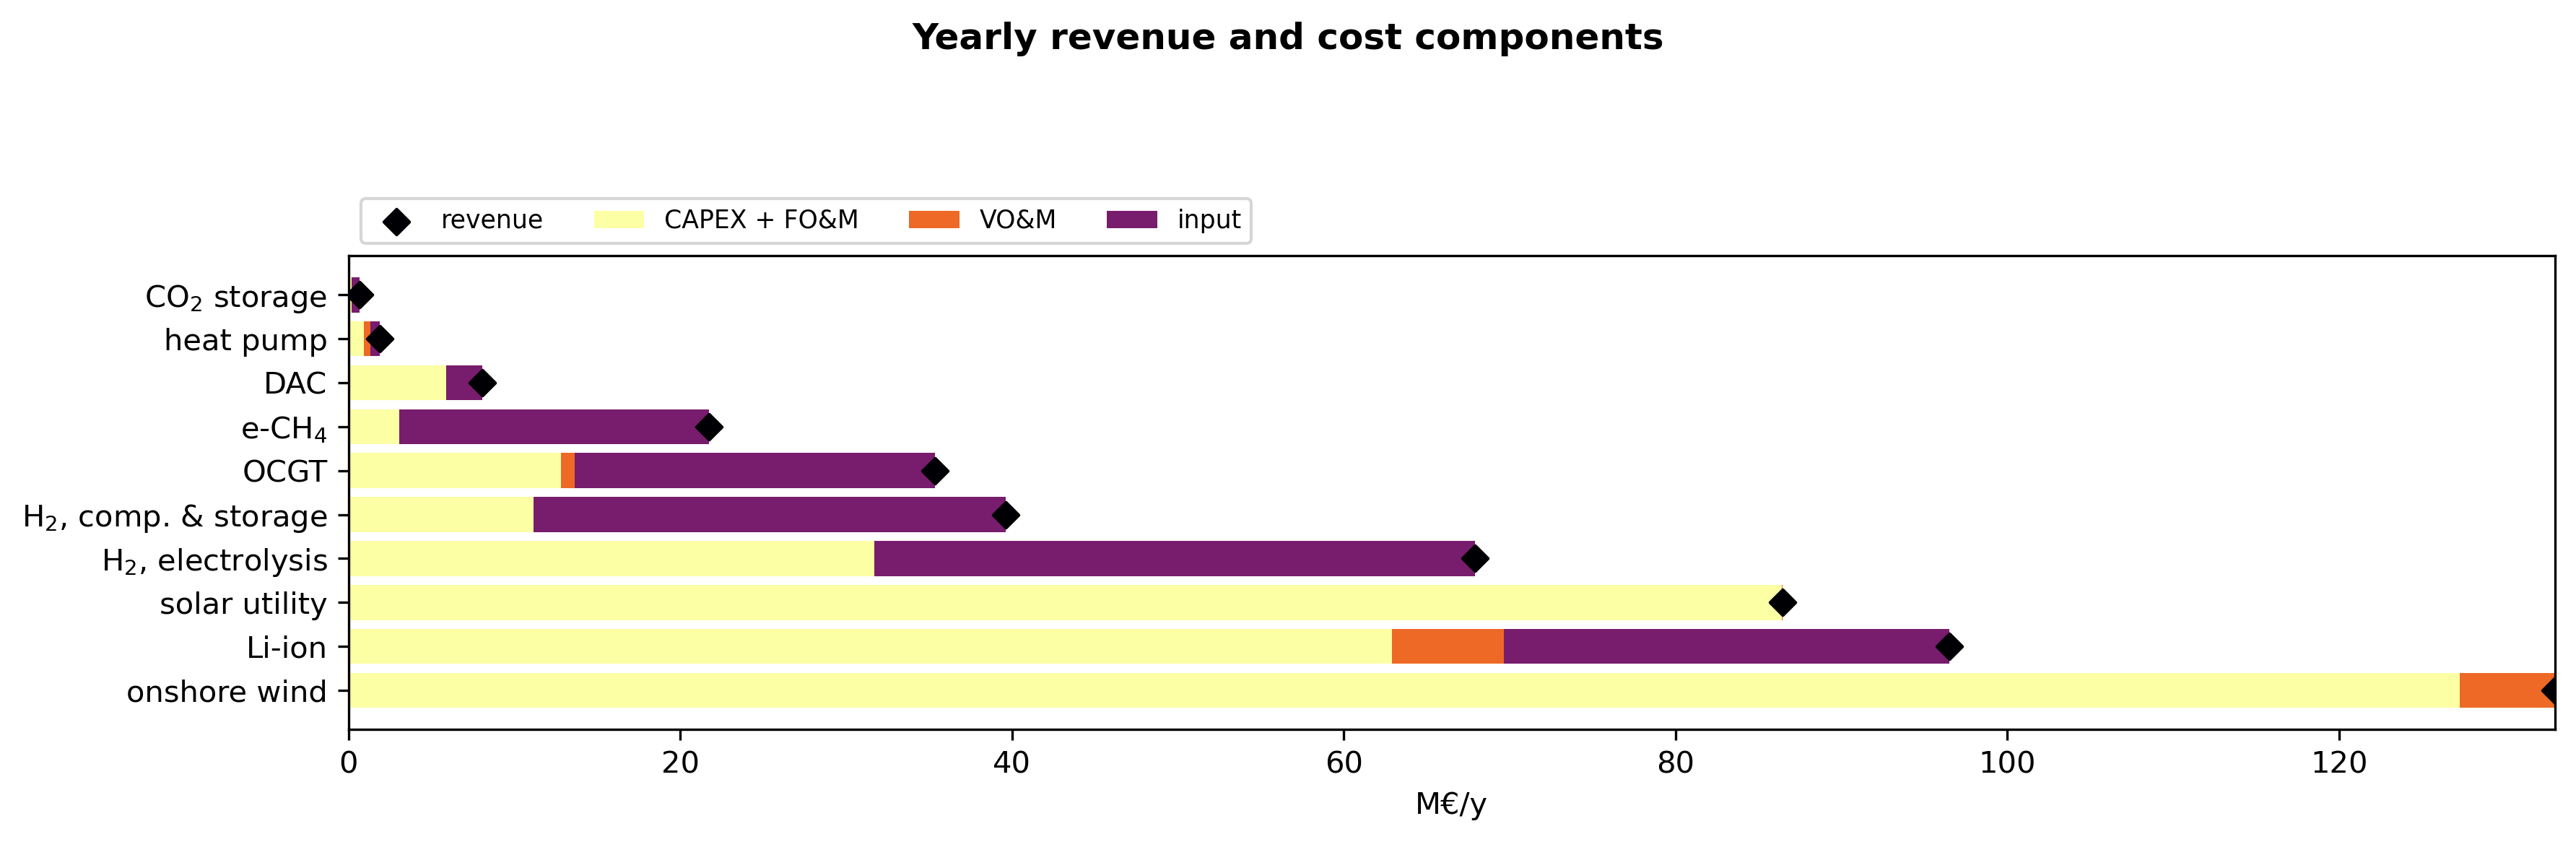 Yearly revenue and cost components
revenue CAPEX + FO&M VO&M input
CO₂ storage
heat pump
DAC
e-CH₄
OCGT
H₂, comp. & storage
H₂, electrolysis
solar utility
Li-ion
onshore wind
0 20 40 60 80 100 120
M€/y